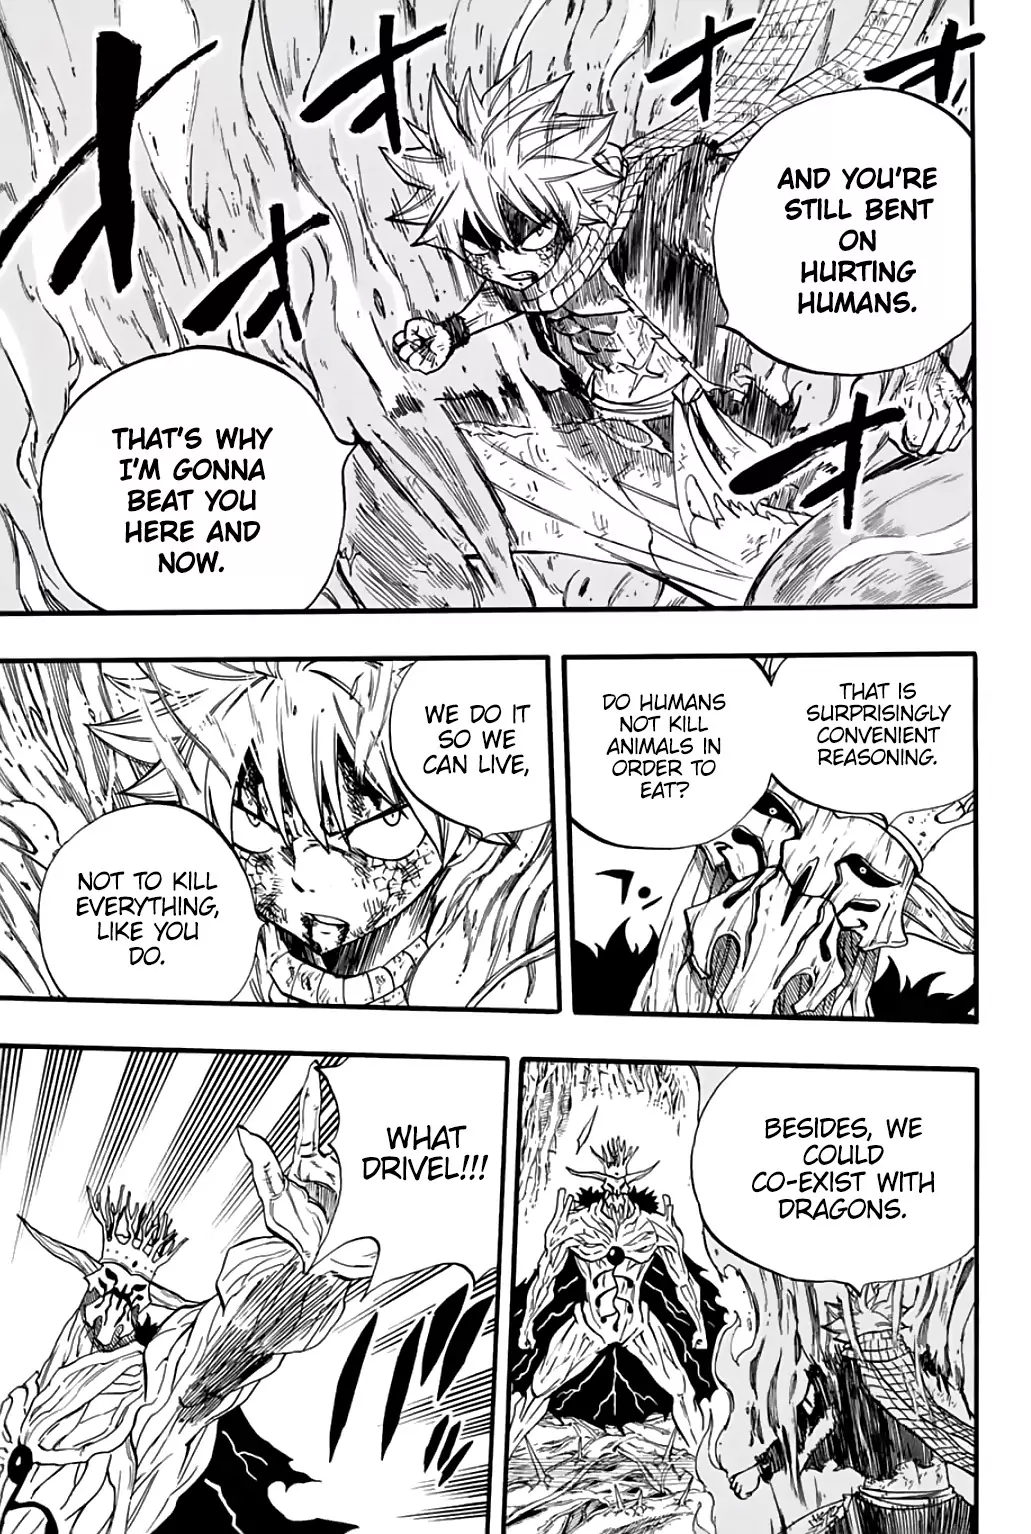 AND YOU'RE
STILL BENT
ON
HURTING
HUMANS.
THAT'S WHY
I'M GONNA
BEAT YOU
HERE AND
NOW.
THAT IS
SURPRISINGLY
CONVENIENT
REASONING.
DO HUMANS
NOT KILL
ANIMALS IN
ORDER TO
EAT?
WE DO IT
SO WE
CAN LIVE,
NOT TO KILL
EVERYTHING,
LIKE YOU
DO.
BESIDES, WE
COULD
CO-EXIST WITH
DRAGONS.
WHAT
DRIVEL!!!